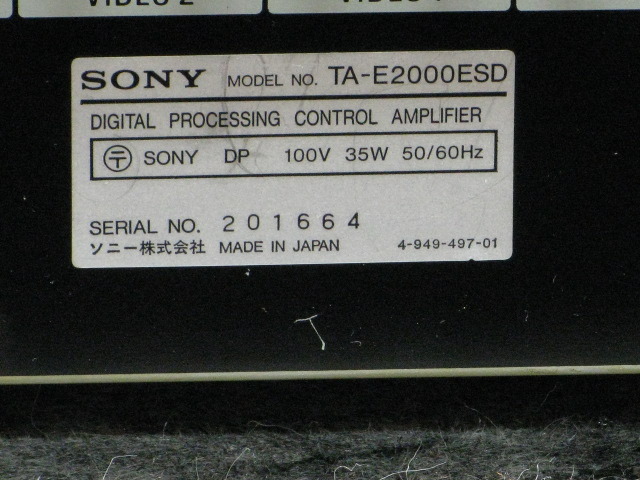 VIDEO 2
SONY MODEL NO. TA-E2000ESD
DIGITAL PROCESSING CONTROL AMPLIFIER
〒 SONY DP 100V 35W 50/60Hz
SERIAL NO. 201664
ソニー株式会社 MADE IN JAPAN 4-949-497-01